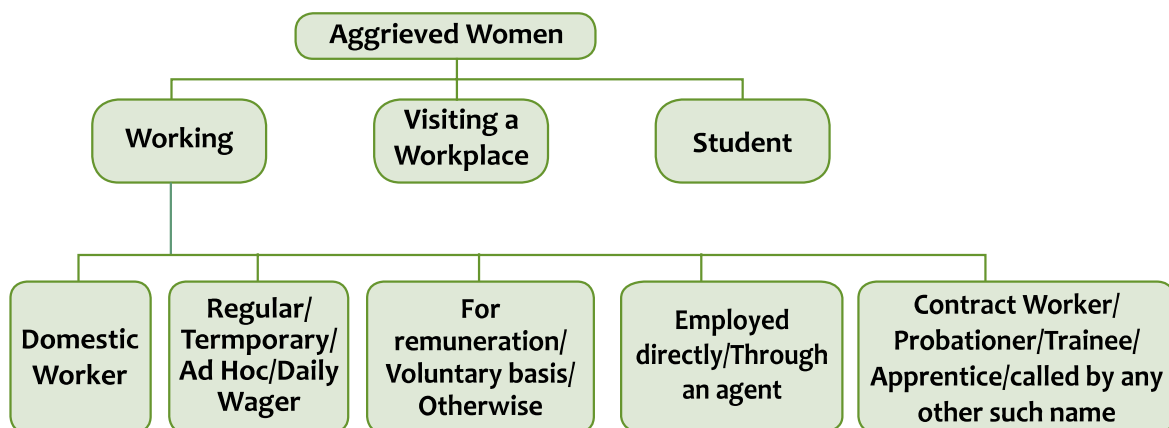 Aggrieved Women
Working
Visiting a
Workplace
Student
Domestic
Worker
Regular/
Termporary/
Ad Hoc/Daily
Wager
For
remuneration/
Voluntary basis/
Otherwise
Employed
directly/Through
an agent
Contract Worker/
Probationer/Trainee/
Apprentice/called by any
other such name